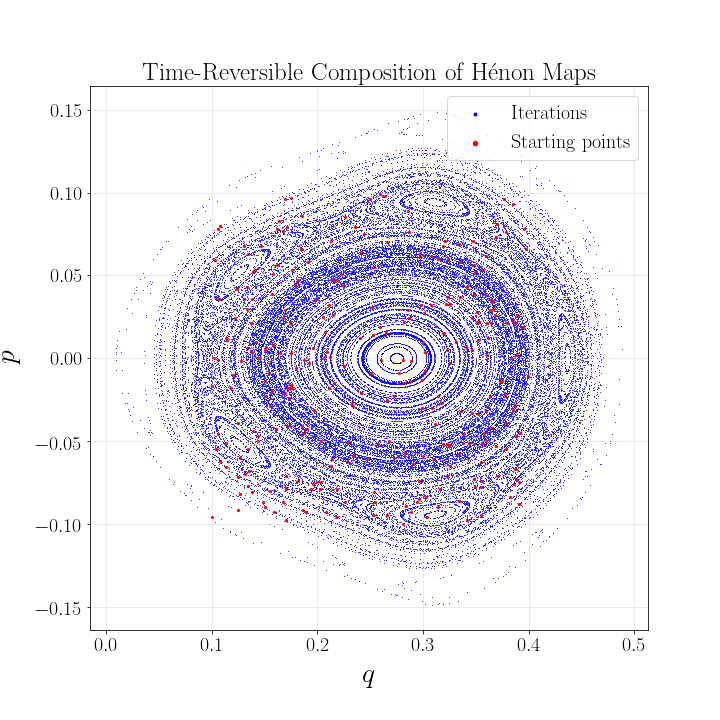 Time-Reversible Composition of Hénon Maps
Iterations
Starting points
0.15
0.10
0.05
0.00
−0.05
−0.10
−0.15
p
0.0 0.1 0.2 0.3 0.4 0.5
q